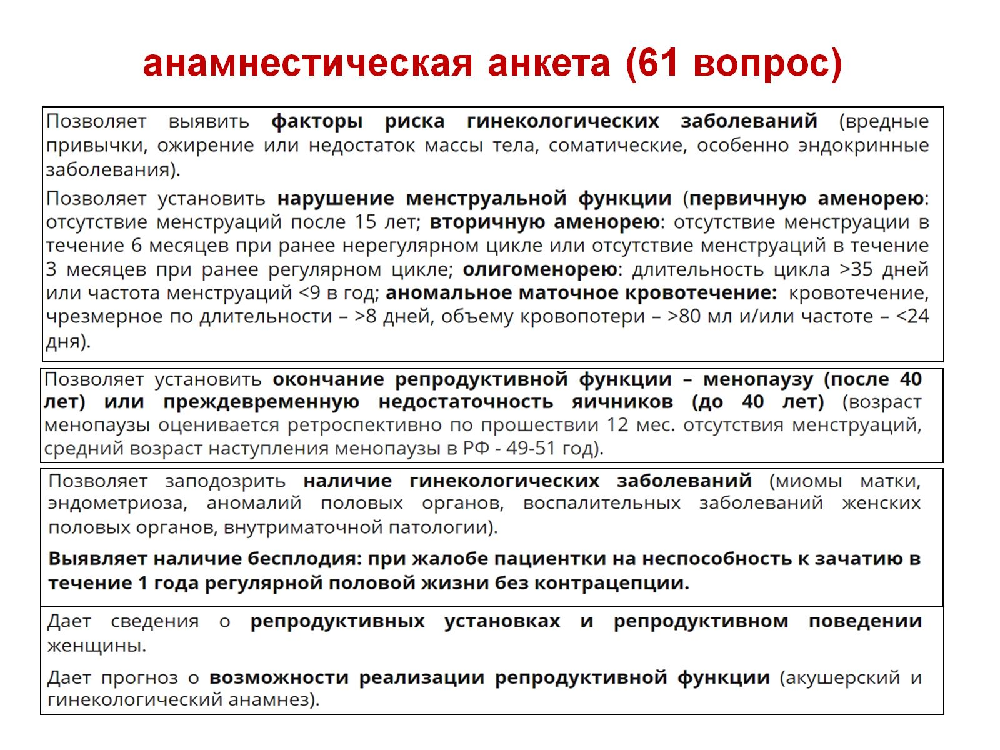 анамнестическая анкета (61 вопрос)
Позволяет выявить факторы риска гинекологических заболеваний (вредные
привычки, ожирение или недостаток массы тела, соматические, особенно эндокринные
заболевания).
Позволяет установить нарушение менструальной функции (первичную аменорею:
отсутствие менструаций после 15 лет; вторичную аменорею: отсутствие менструации в
течение 6 месяцев при ранее нерегулярном цикле или отсутствие менструаций в течение
3 месяцев при ранее регулярном цикле; олигоменорею: длительность цикла >35 дней
или частота менструаций <9 в год; аномальное маточное кровотечение: кровотечение,
чрезмерное по длительности – >8 дней, объему кровопотери – >80 мл и/или частоте – <24
дня).
Позволяет установить окончание репродуктивной функции – менопаузу (после 40
лет) или преждевременную недостаточность яичников (до 40 лет) (возраст
менопаузы оценивается ретроспективно по прошествии 12 мес. отсутствия менструаций,
средний возраст наступления менопаузы в РФ - 49-51 год).
Позволяет заподозрить наличие гинекологических заболеваний (миомы матки,
эндометриоза, аномалий половых органов, воспалительных заболеваний женских
половых органов, внутриматочной патологии).
Выявляет наличие бесплодия: при жалобе пациентки на неспособность к зачатию в
течение 1 года регулярной половой жизни без контрацепции.
Дает сведения о репродуктивных установках и репродуктивном поведении
женщины.
Дает прогноз о возможности реализации репродуктивной функции (акушерский и
гинекологический анамнез).